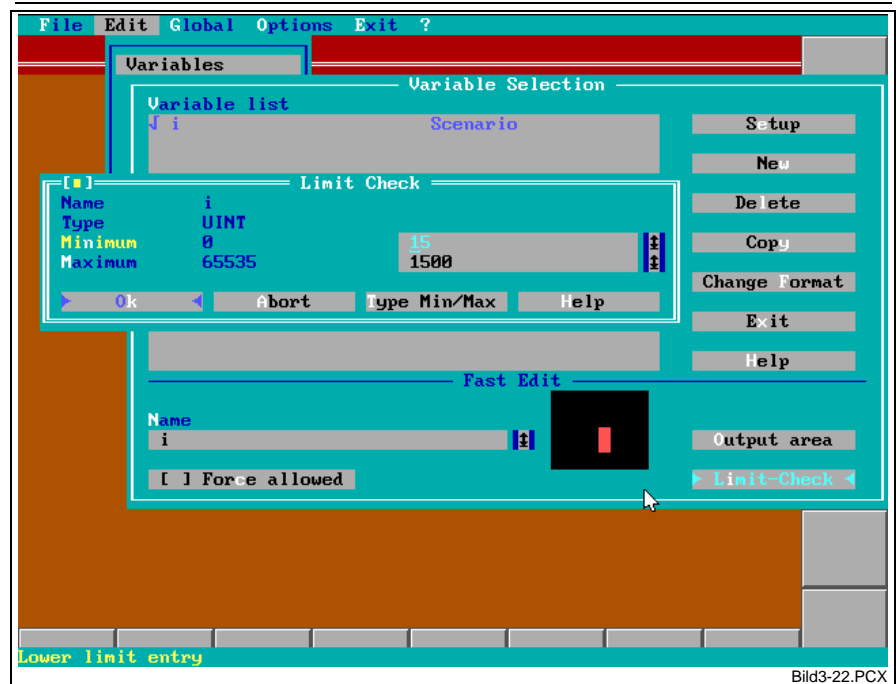 File Edit Global Options Exit ?
Variables
Variable Selection
Variable list
√ i Scenario
Setup
New
[■] Limit Check
Name i
Delete
Type UINT
Minimum 0 15
Copy
Maximum 65535 1500
Change Format
Ok Abort Type Min/Max Help
Exit
Help
Fast Edit
Name
i
Output area
[ ] Force allowed
Limit-Check
Lower limit entry
Bild3-22.PCX